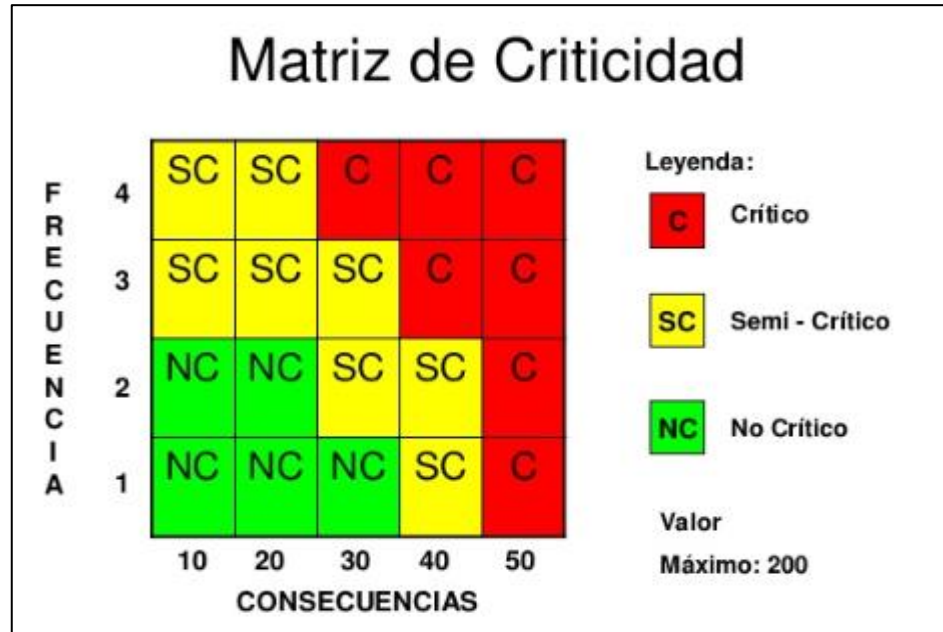 Matriz de Criticidad
FRECUENCIA
4 SC SC C C C
3 SC SC SC C C
2 NC NC SC SC C
1 NC NC NC SC C
10 20 30 40 50
CONSECUENCIAS
Leyenda:
C Crítico
SC Semi - Crítico
NC No Crítico
Valor
Máximo: 200